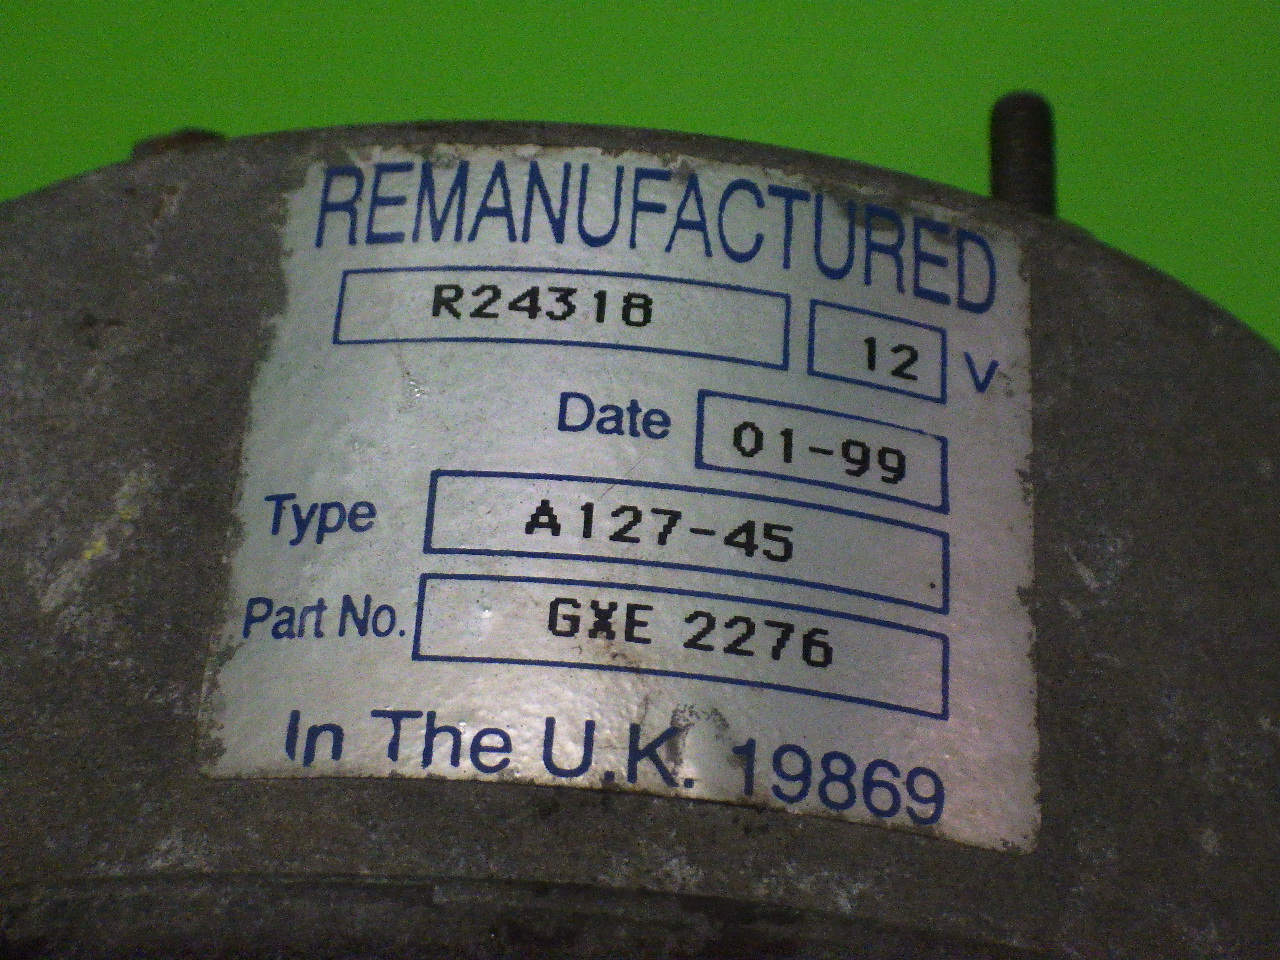 REMANUFACTURED
R24318 12 V
Date 01-99
Type A127-45
Part No. GXE 2276
In The U.K. 19869